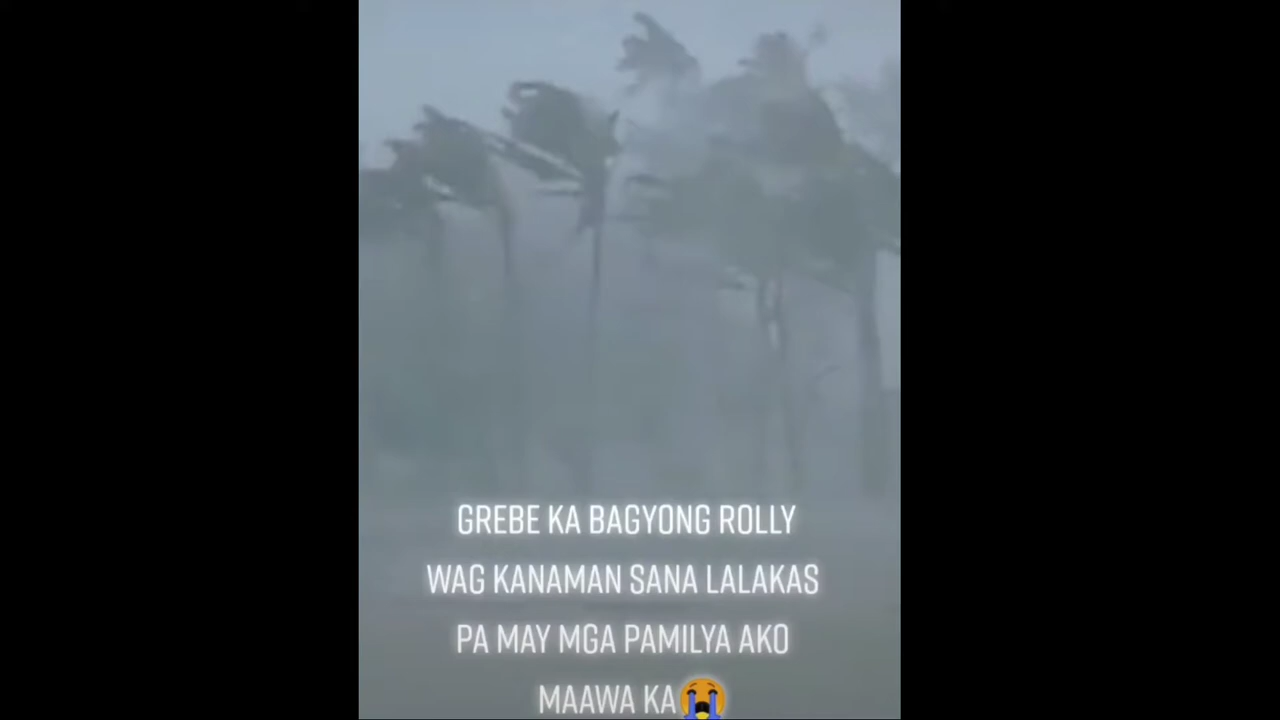 GREBE KA BAGYONG ROLLY
WAG KANAMAN SANA LALAKAS
PA MAY MGA PAMILYA AKO
MAAWA KA😭